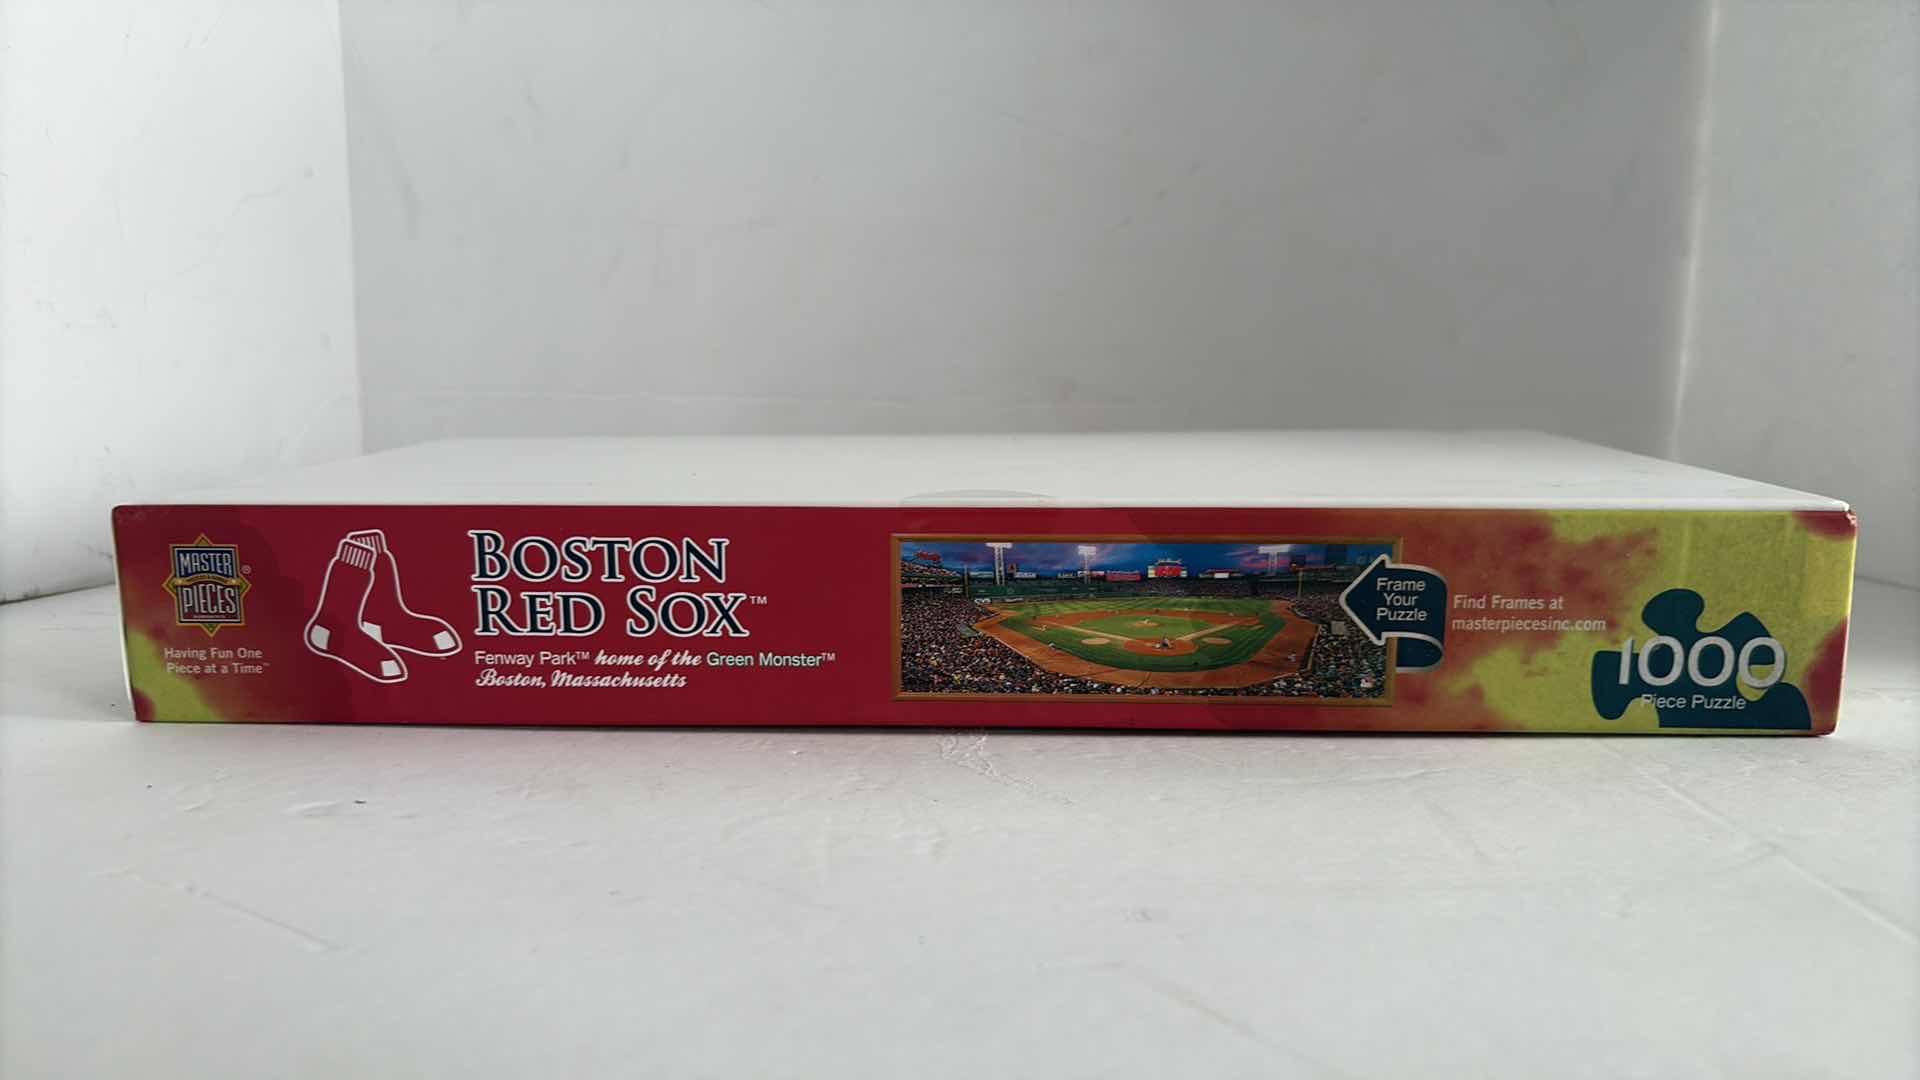 MASTER
PIECES
®
Having Fun One
Piece at a Time™
BOSTON
RED SOX™
Fenway Park™ home of the Green Monster™
Boston, Massachusetts
Frame
Your
Puzzle
Find Frames at
masterpiecesinc.com
1000
Piece Puzzle